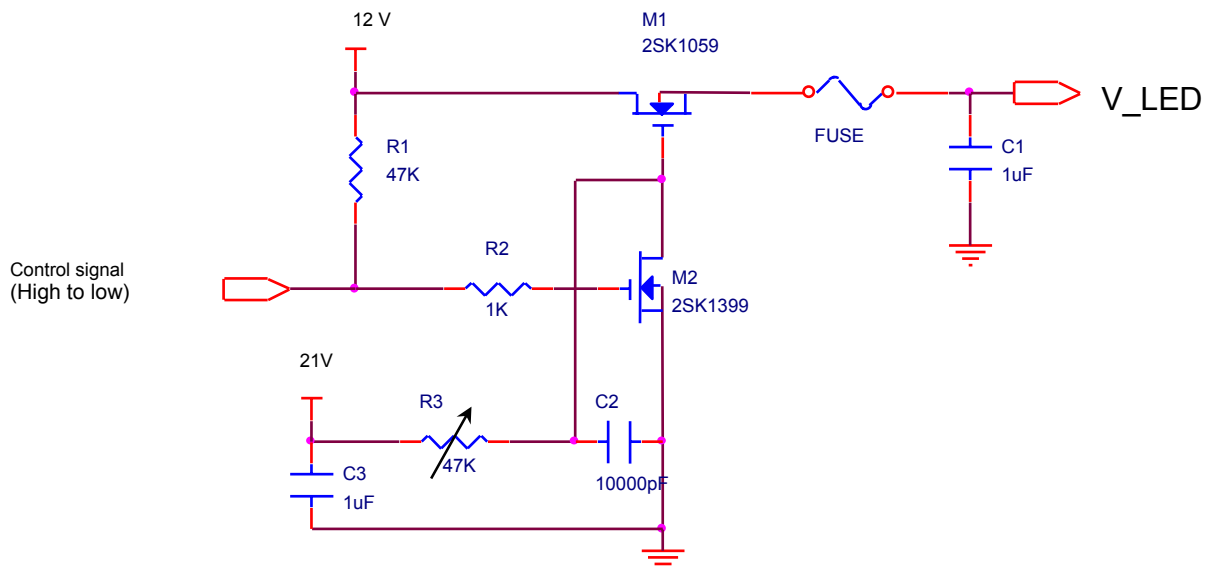 12 V
M1
2SK1059
V_LED
FUSE
R1
47K
C1
1uF
Control signal
(High to low)
R2
1K
M2
2SK1399
21V
R3
47K
C2
10000pF
C3
1uF